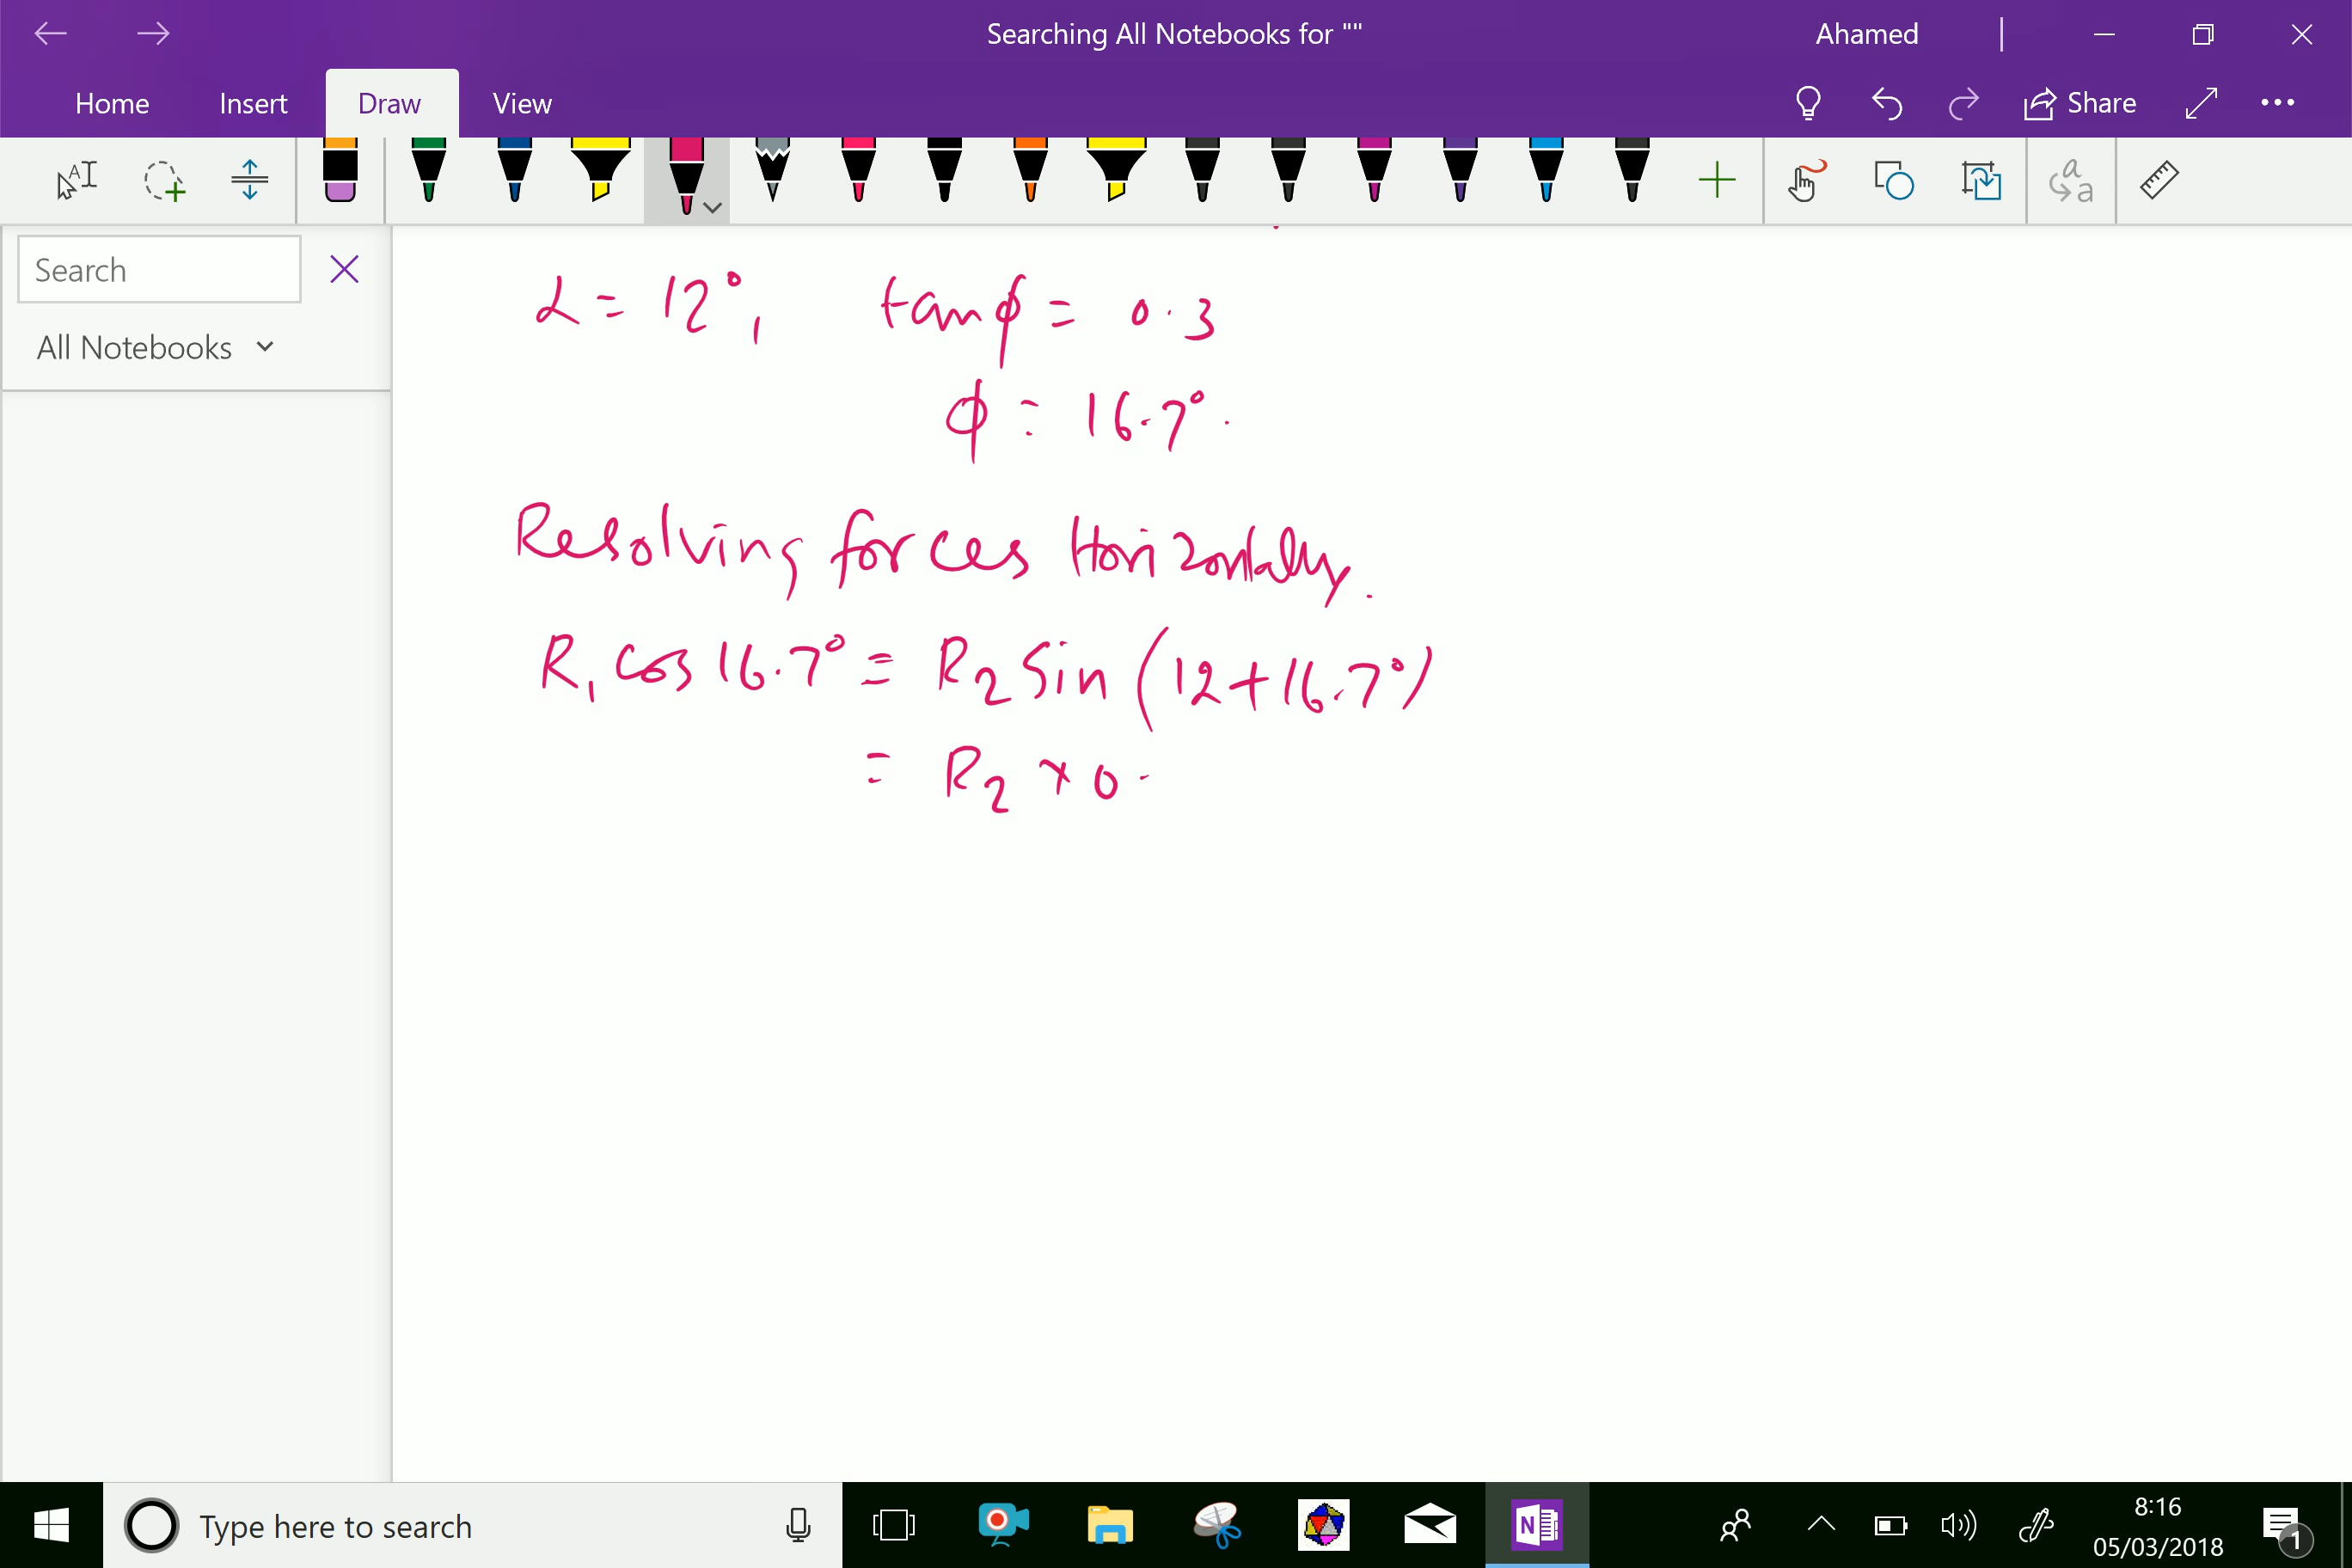 Searching All Notebooks for ""
Ahamed
Home Insert Draw View
Share
Search
All Notebooks
α = 12°, tanφ = 0.3
φ = 16.7°.
Resolving forces Horizontally.
R₁ cos 16.7° = R₂ Sin (12+16.7°)
= R₂ × 0.
Type here to search
8:16
05/03/2018
1